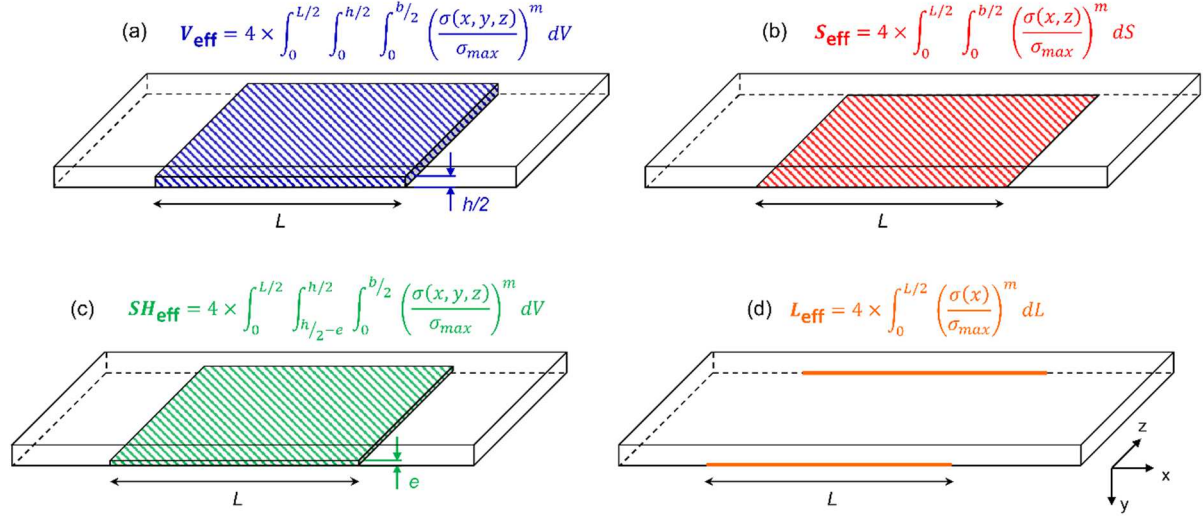 (a) V_eff = 4 × ∫_0^{L/2} ∫_0^{h/2} ∫_0^{b/2} (σ(x, y, z)/σ_max)^m dV
(b) S_eff = 4 × ∫_0^{L/2} ∫_0^{b/2} (σ(x, z)/σ_max)^m dS
h/2
L
L
(c) SH_eff = 4 × ∫_0^{L/2} ∫_{h/2−e}^{h/2} ∫_0^{b/2} (σ(x, y, z)/σ_max)^m dV
(d) L_eff = 4 × ∫_0^{L/2} (σ(x)/σ_max)^m dL
e
L
L
z
x
y